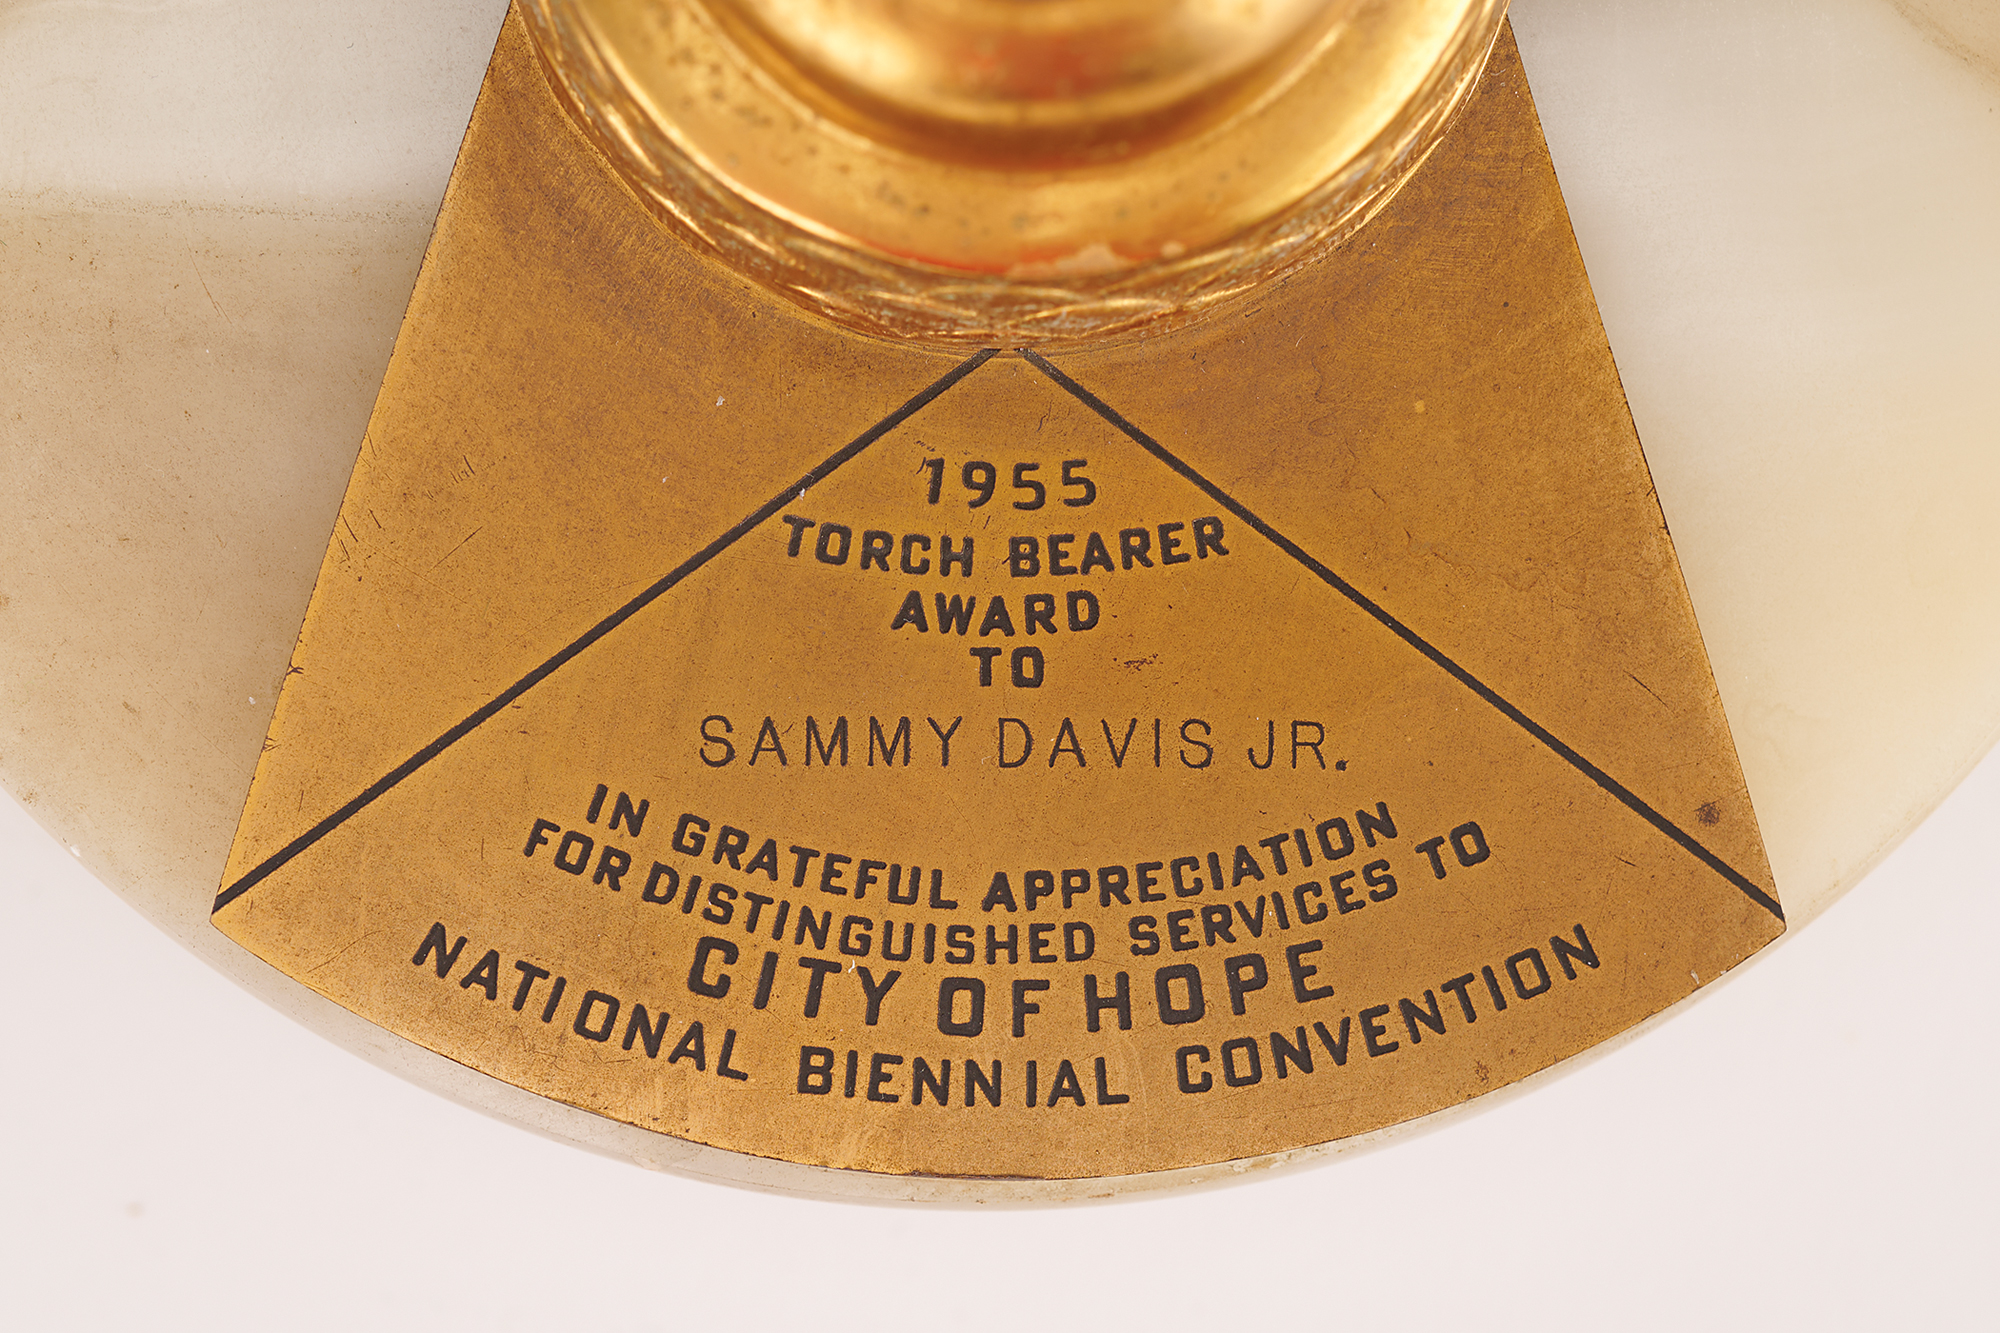 1955
TORCH BEARER
AWARD
TO
SAMMY DAVIS JR.
IN GRATEFUL APPRECIATION
FOR DISTINGUISHED SERVICES TO
CITY OF HOPE
NATIONAL BIENNIAL CONVENTION